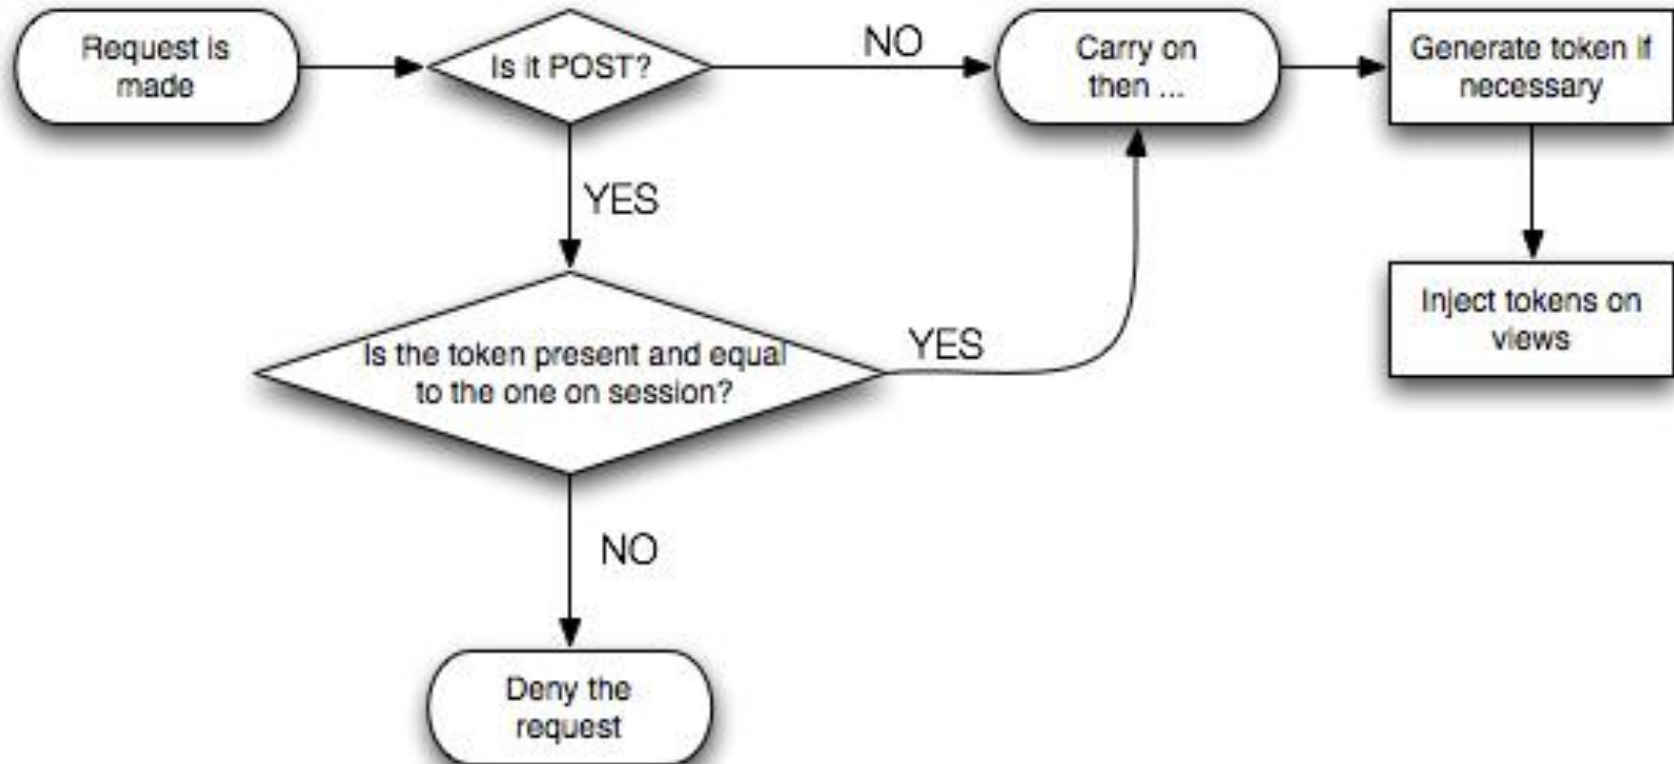 Request is
made
Is it POST?
NO
Carry on
then ...
Generate token if
necessary
YES
Inject tokens on
views
Is the token present and equal
to the one on session?
YES
NO
Deny the
request